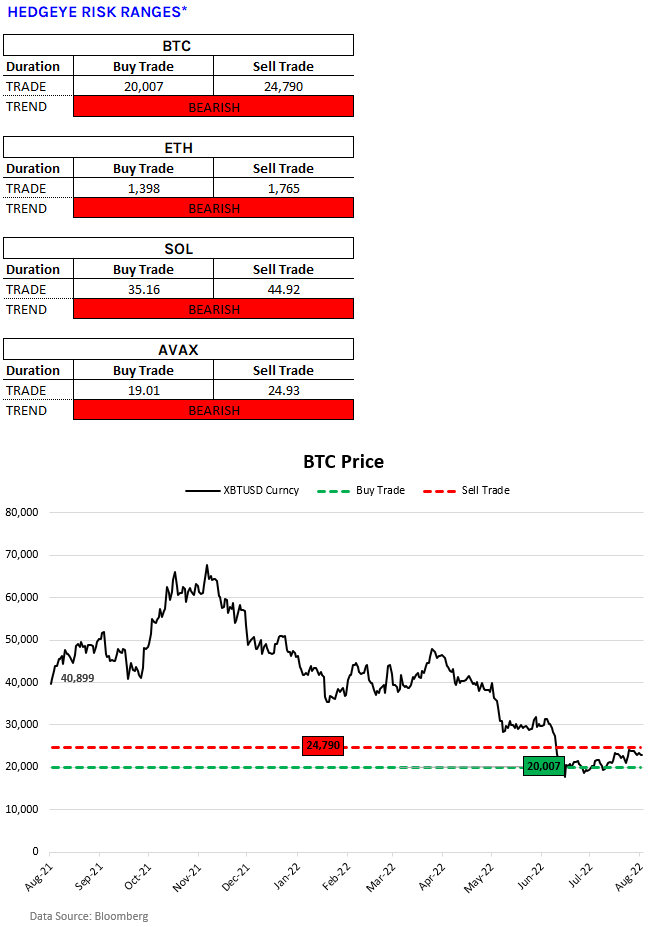 HEDGEYE RISK RANGES*
BTC
Duration Buy Trade Sell Trade
TRADE 20,007 24,790
TREND BEARISH
ETH
Duration Buy Trade Sell Trade
TRADE 1,398 1,765
TREND BEARISH
SOL
Duration Buy Trade Sell Trade
TRADE 35.16 44.92
TREND BEARISH
AVAX
Duration Buy Trade Sell Trade
TRADE 19.01 24.93
TREND BEARISH
BTC Price
XBTUSD Curncy Buy Trade Sell Trade
80,000
70,000
60,000
50,000
40,000
40,899
30,000
24,790
20,000
20,007
10,000
0
Aug-21 Sep-21 Oct-21 Nov-21 Dec-21 Jan-22 Feb-22 Mar-22 Apr-22 May-22 Jun-22 Jul-22 Aug-22
Data Source: Bloomberg